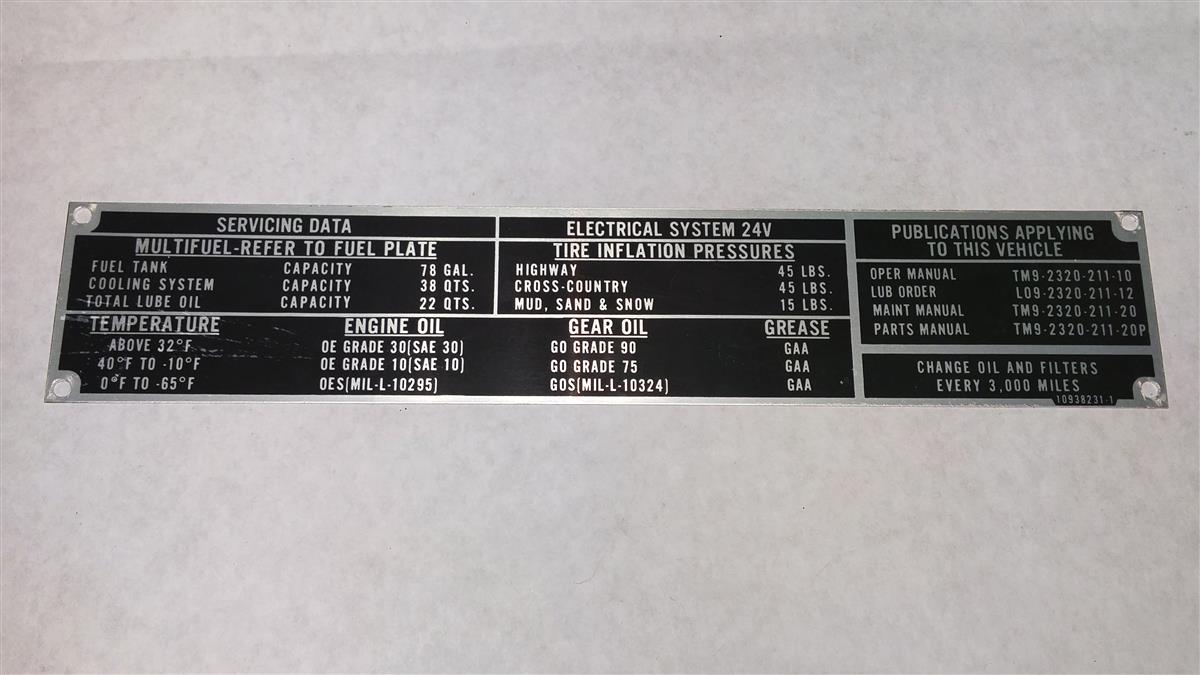 SERVICING DATA
MULTIFUEL-REFER TO FUEL PLATE
FUEL TANK CAPACITY 78 GAL.
COOLING SYSTEM CAPACITY 38 QTS.
TOTAL LUBE OIL CAPACITY 22 QTS.
ELECTRICAL SYSTEM 24V
TIRE INFLATION PRESSURES
HIGHWAY 45 LBS.
CROSS-COUNTRY 45 LBS.
MUD, SAND & SNOW 15 LBS.
TEMPERATURE ENGINE OIL GEAR OIL GREASE
ABOVE 32°F OE GRADE 30(SAE 30) GO GRADE 90 GAA
40°F TO -10°F OE GRADE 10(SAE 10) GO GRADE 75 GAA
0°F TO -65°F OES(MIL-L-10295) GOS(MIL-L-10324) GAA
PUBLICATIONS APPLYING
TO THIS VEHICLE
OPER MANUAL TM9-2320-211-10
LUB ORDER LO9-2320-211-12
MAINT MANUAL TM9-2320-211-20
PARTS MANUAL TM9-2320-211-20P
CHANGE OIL AND FILTERS
EVERY 3,000 MILES
10938231-1